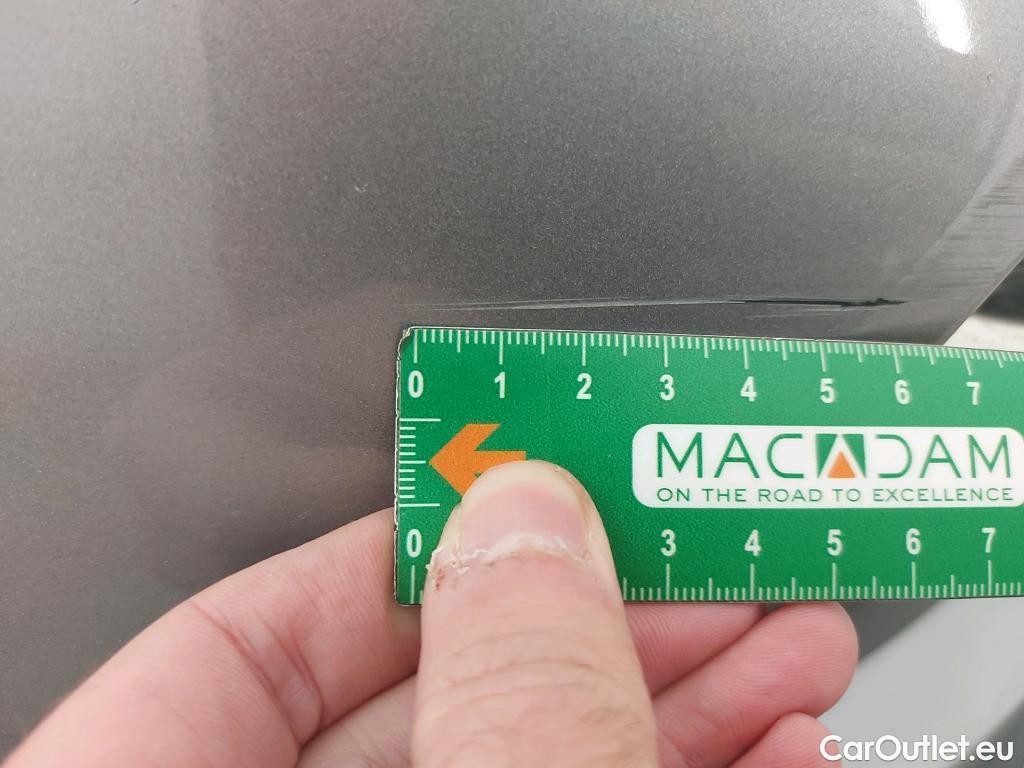 0 1 2 3 4 5 6 7
MACADAM
ON THE ROAD TO EXCELLENCE
0 3 4 5 6 7
CarOutlet.eu